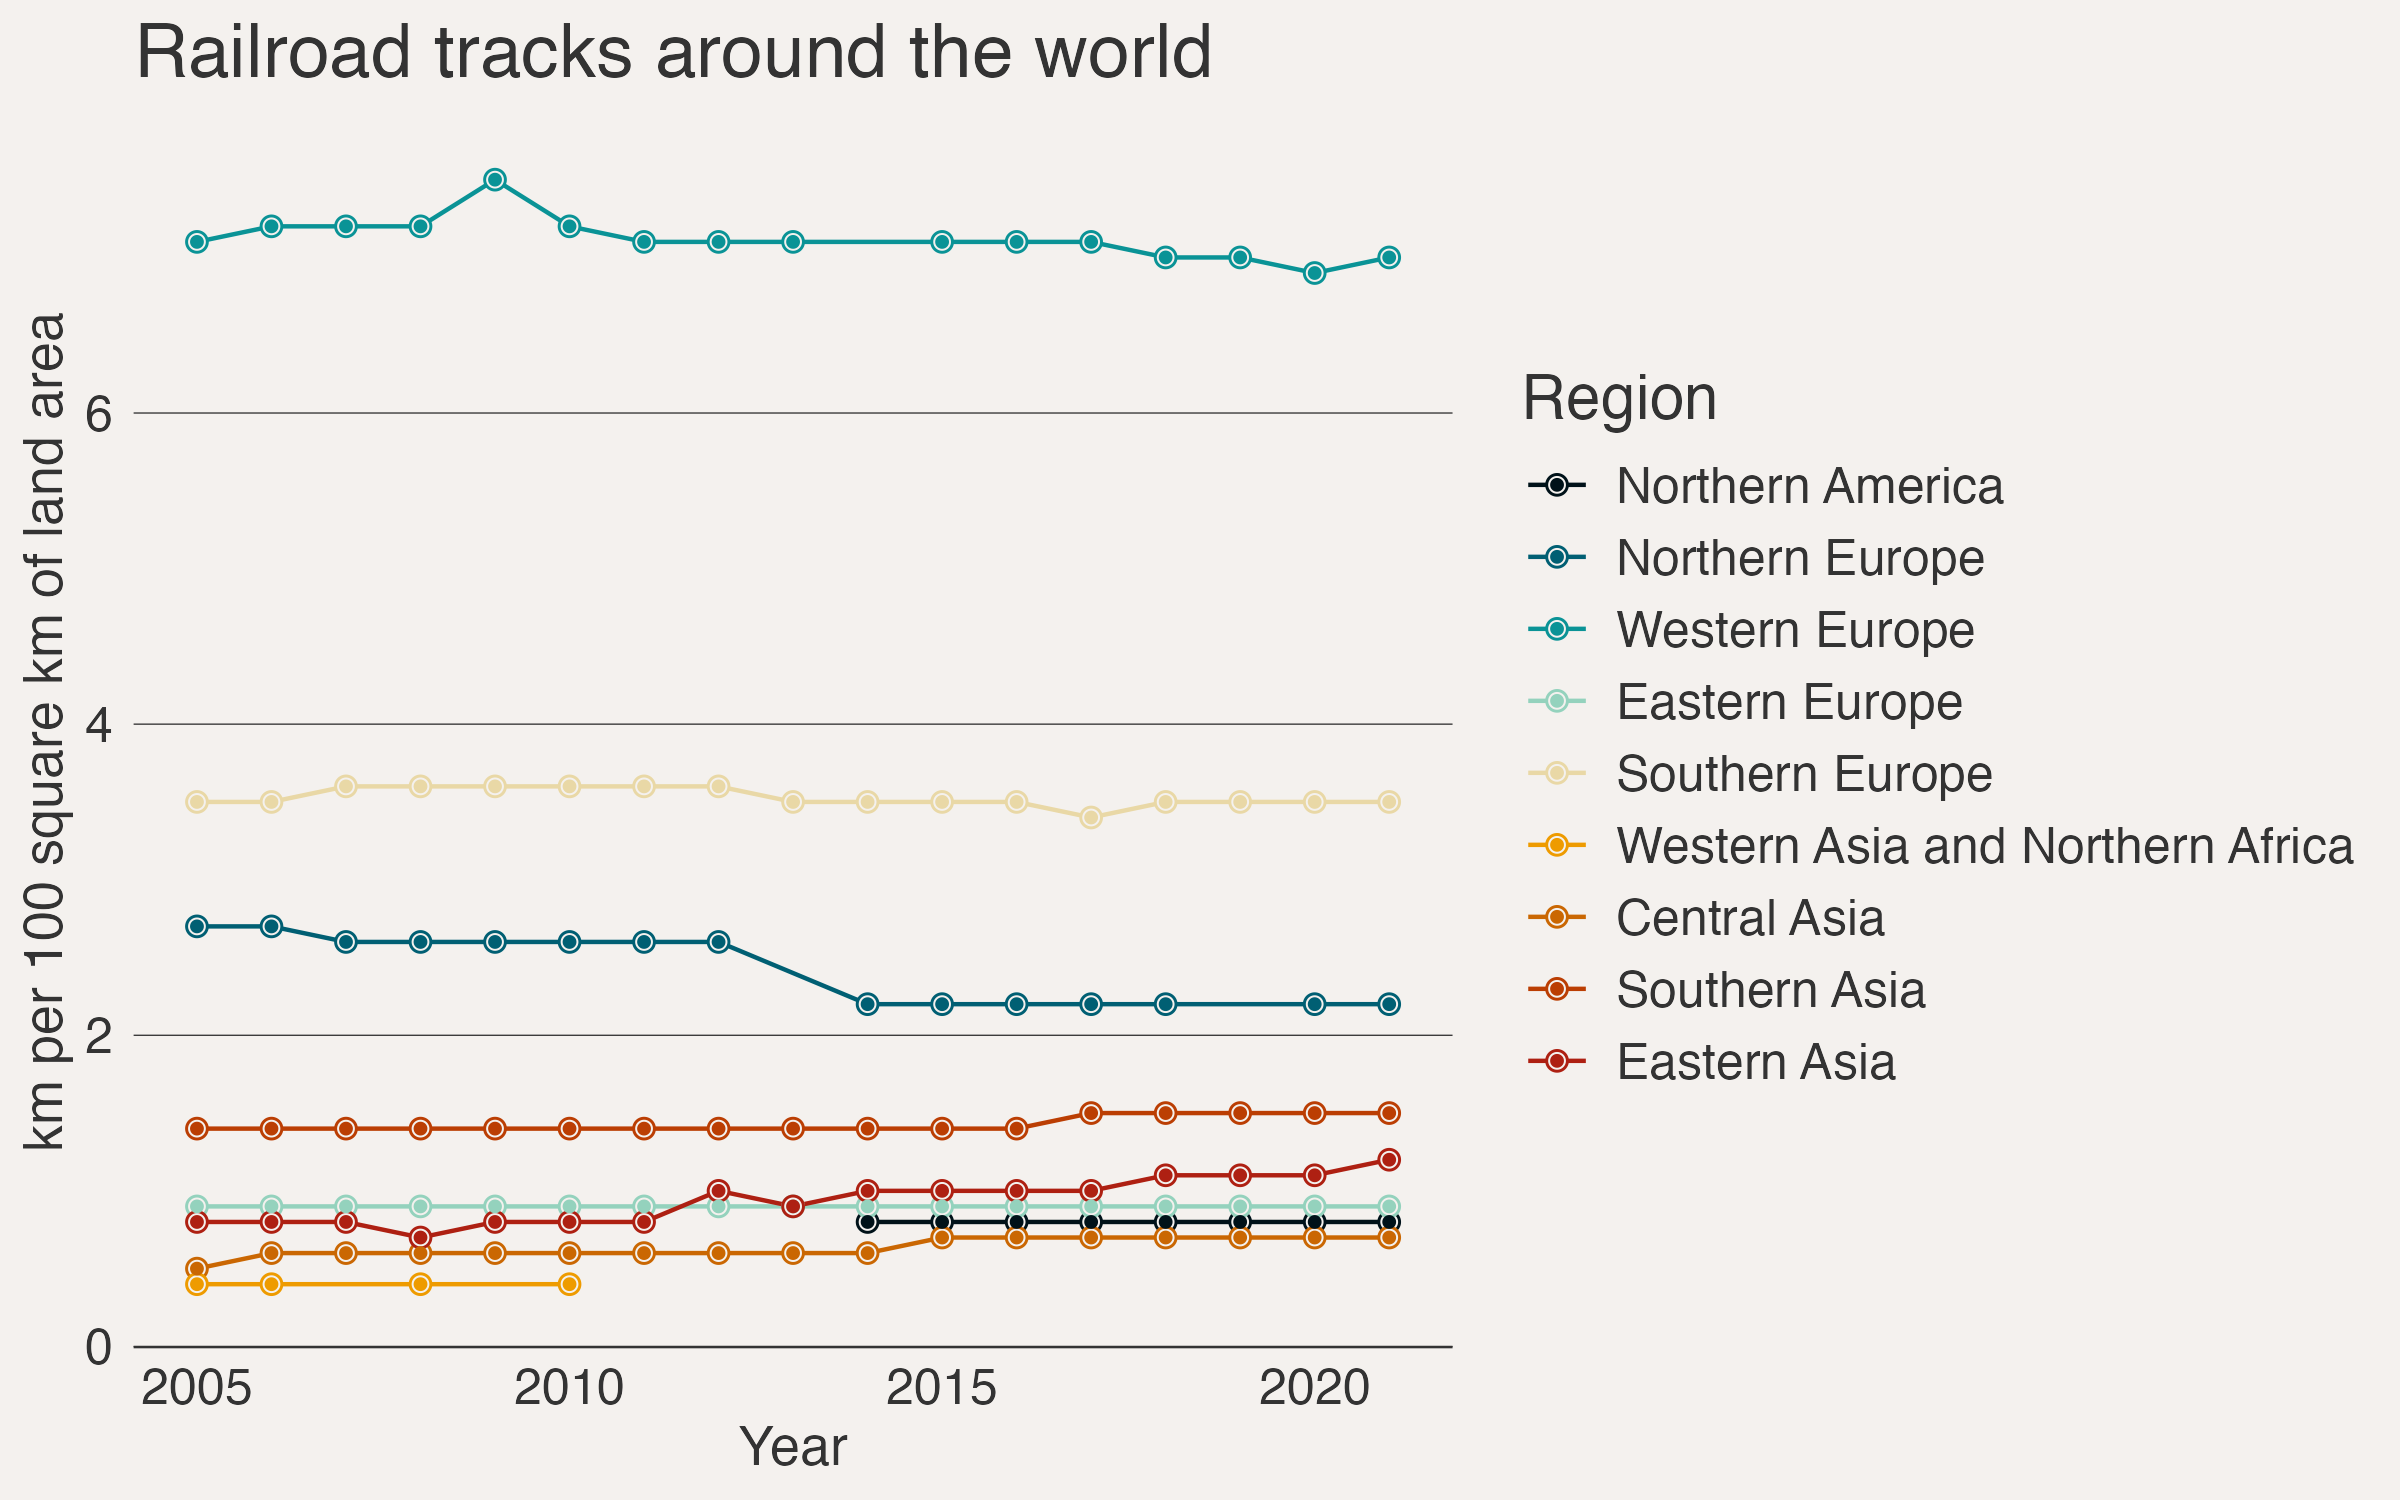 Railroad tracks around the world
km per 100 square km of land area
6
4
2
0
2005 2010 2015 2020
Year
Region
Northern America
Northern Europe
Western Europe
Eastern Europe
Southern Europe
Western Asia and Northern Africa
Central Asia
Southern Asia
Eastern Asia